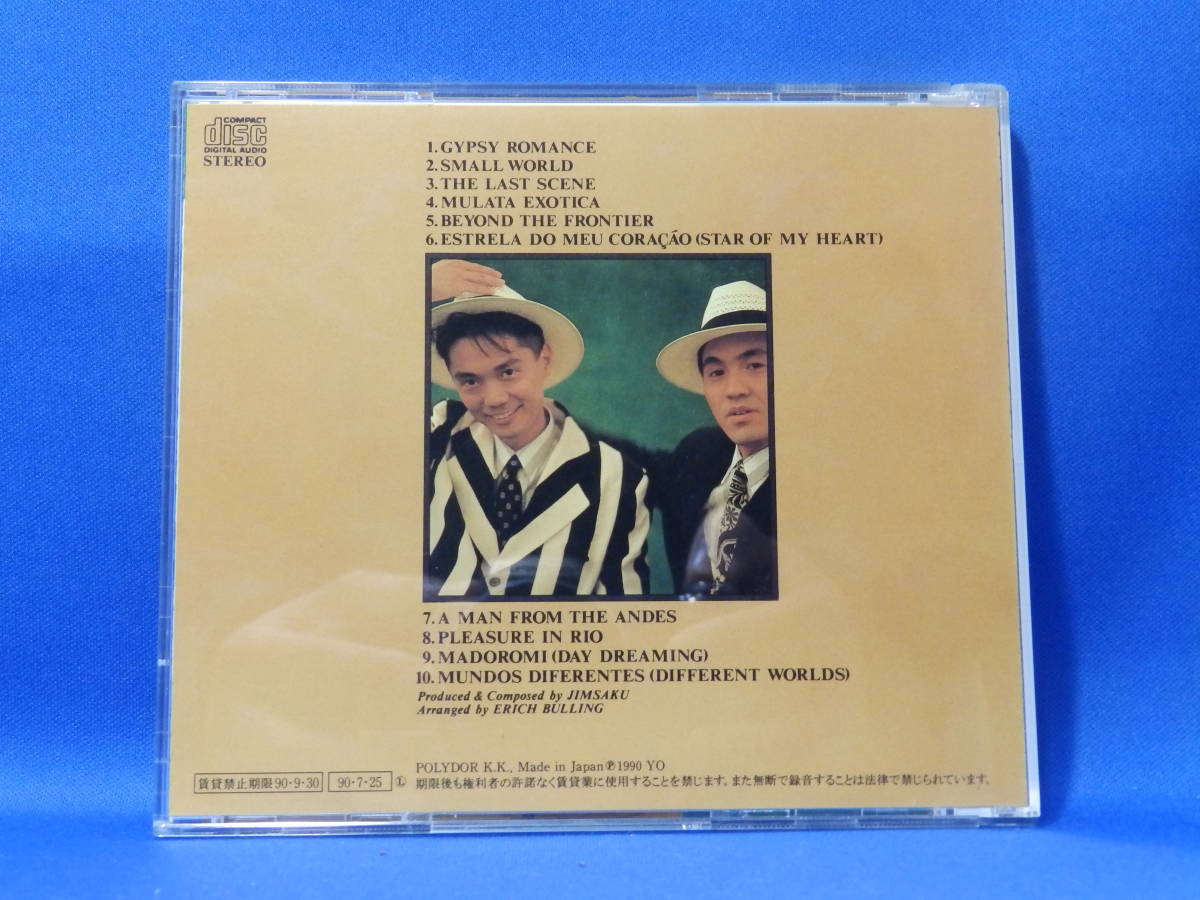 COMPACT
disc
DIGITAL AUDIO
STEREO
1. GYPSY ROMANCE
2. SMALL WORLD
3. THE LAST SCENE
4. MULATA EXOTICA
5. BEYOND THE FRONTIER
6. ESTRELA DO MEU CORAÇÃO (STAR OF MY HEART)
7. A MAN FROM THE ANDES
8. PLEASURE IN RIO
9. MADOROMI (DAY DREAMING)
10. MUNDOS DIFERENTES (DIFFERENT WORLDS)
Produced & Composed by JIMSAKU
Arranged by ERICH BULLING
POLYDOR K.K., Made in Japan ℗ 1990 YO
賃貸禁止期限90・9・30 90・7・25 Ⓛ 期限後も権利者の許諾なく賃貸業に使用することを禁じます。また無断で録音することは法律で禁じられています。